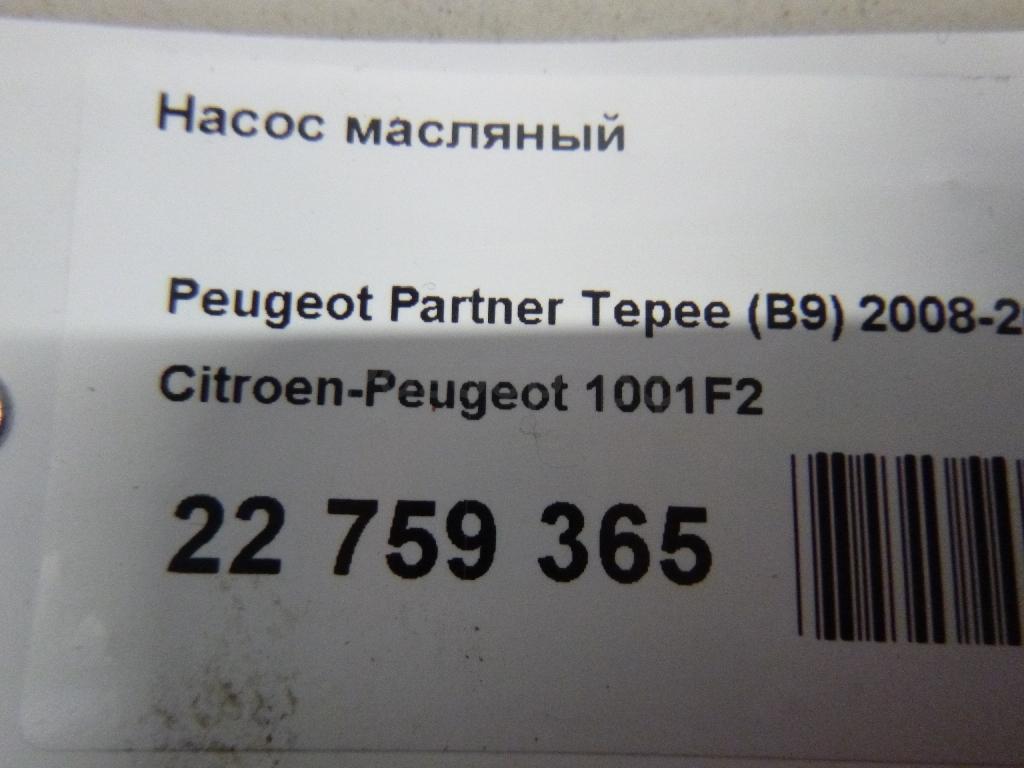 Насос масляный
Peugeot Partner Tepee (B9) 2008-2
Citroen-Peugeot 1001F2
22 759 365